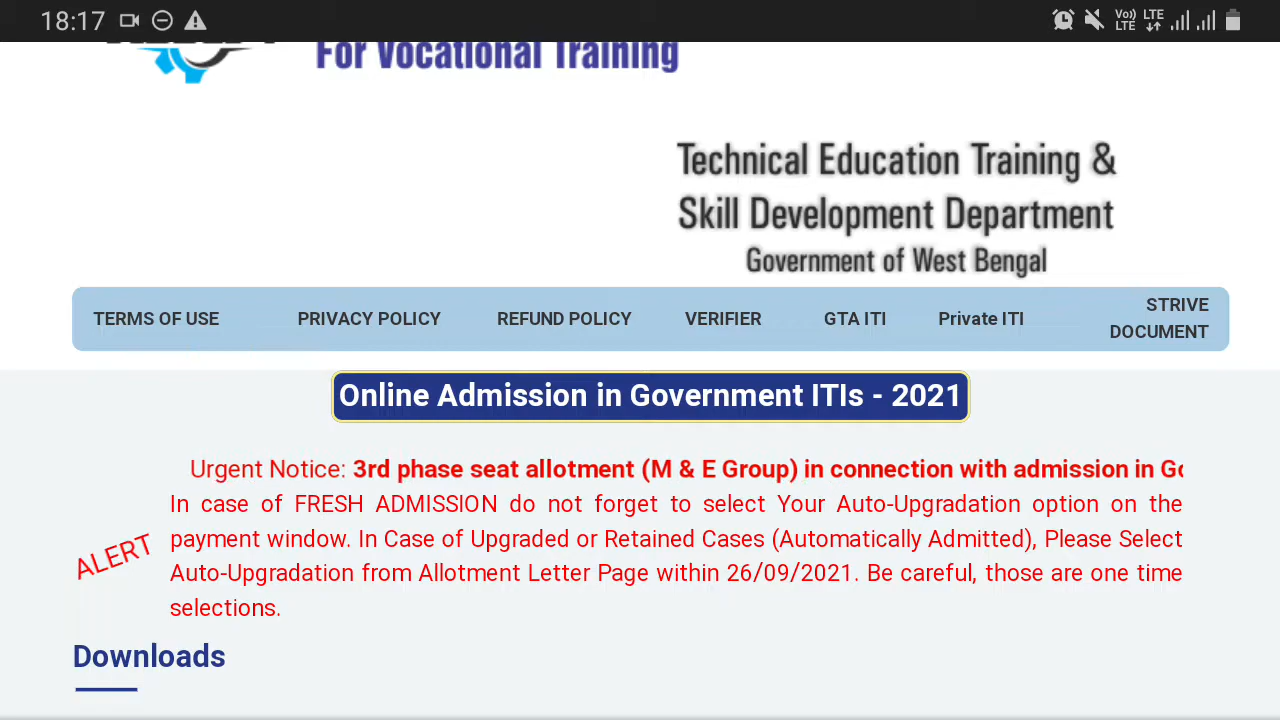 18:17
Vo)) LTE LTE
For Vocational Training
Technical Education Training &
Skill Development Department
Government of West Bengal
TERMS OF USE PRIVACY POLICY REFUND POLICY VERIFIER GTA ITI Private ITI STRIVE DOCUMENT
Online Admission in Government ITIs - 2021
Urgent Notice: 3rd phase seat allotment (M & E Group) in connection with admission in Go
In case of FRESH ADMISSION do not forget to select Your Auto-Upgradation option on the
payment window. In Case of Upgraded or Retained Cases (Automatically Admitted), Please Select
ALERT
Auto-Upgradation from Allotment Letter Page within 26/09/2021. Be careful, those are one time
selections.
Downloads